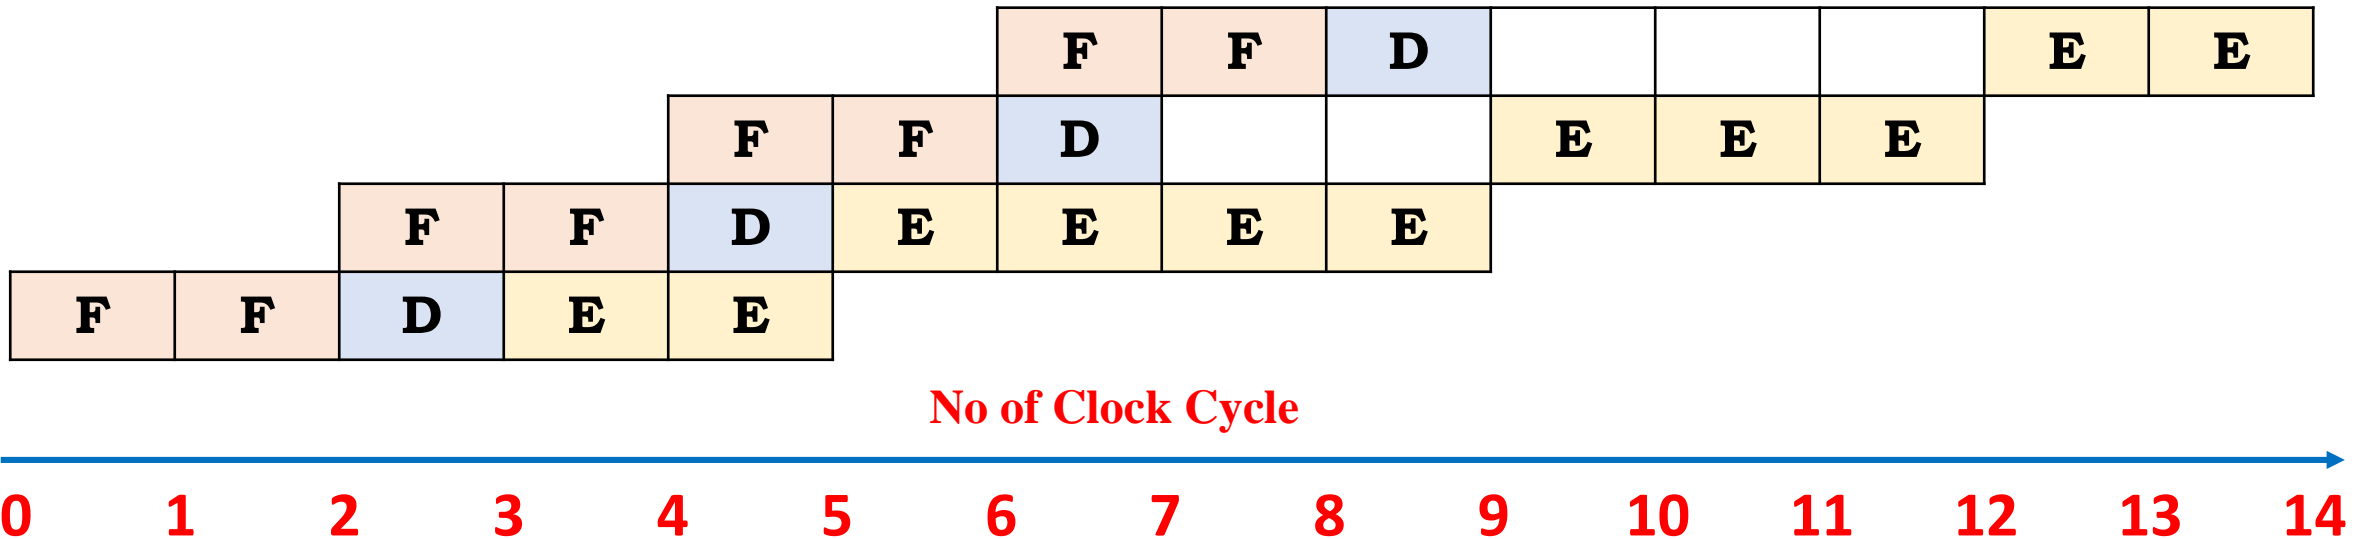 F F D E E
F F D E E E
F F D E E E E
F F D E E
No of Clock Cycle
0 1 2 3 4 5 6 7 8 9 10 11 12 13 14